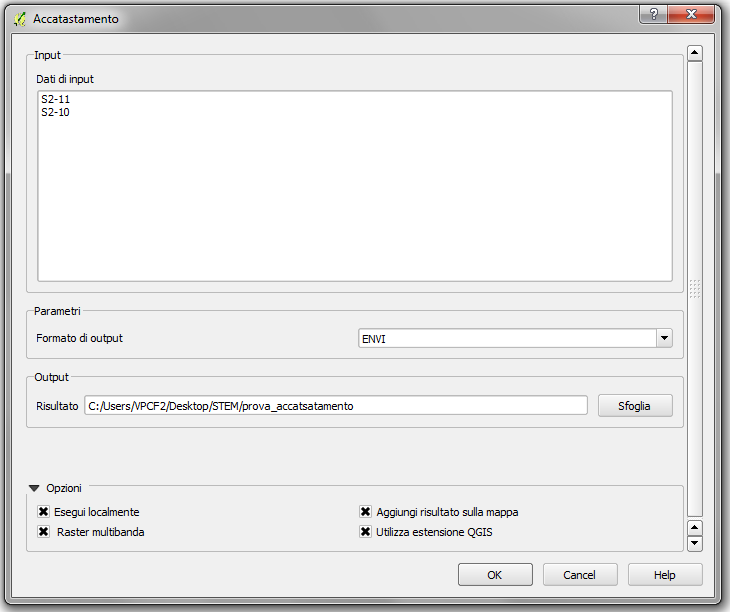 Accatastamento
?
Input
Dati di input
S2-11
S2-10
Parametri
Formato di output
ENVI
Output
Risultato
C:/Users/VPCF2/Desktop/STEM/prova_accatsatamento
Sfoglia
Opzioni
Esegui localmente
Aggiungi risultato sulla mappa
Raster multibanda
Utilizza estensione QGIS
OK
Cancel
Help